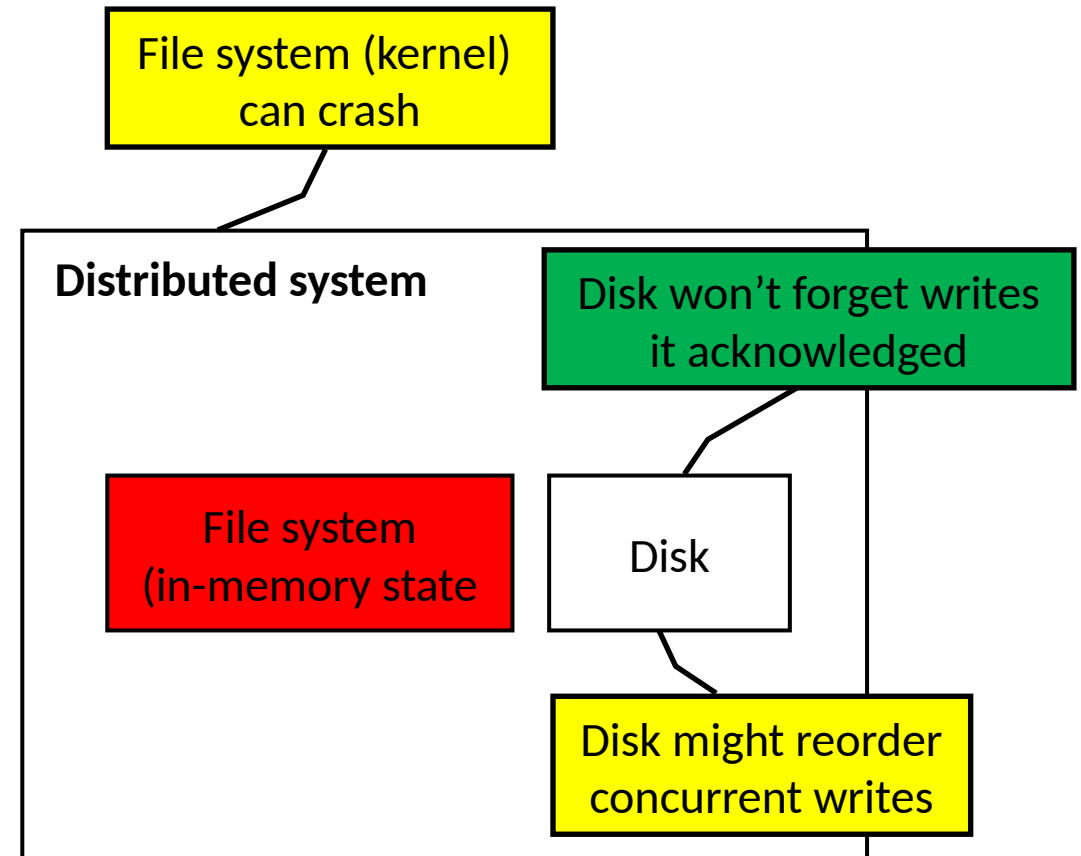 File system (kernel)
can crash
Distributed system
Disk won’t forget writes
it acknowledged
File system
(in-memory state
Disk
Disk might reorder
concurrent writes